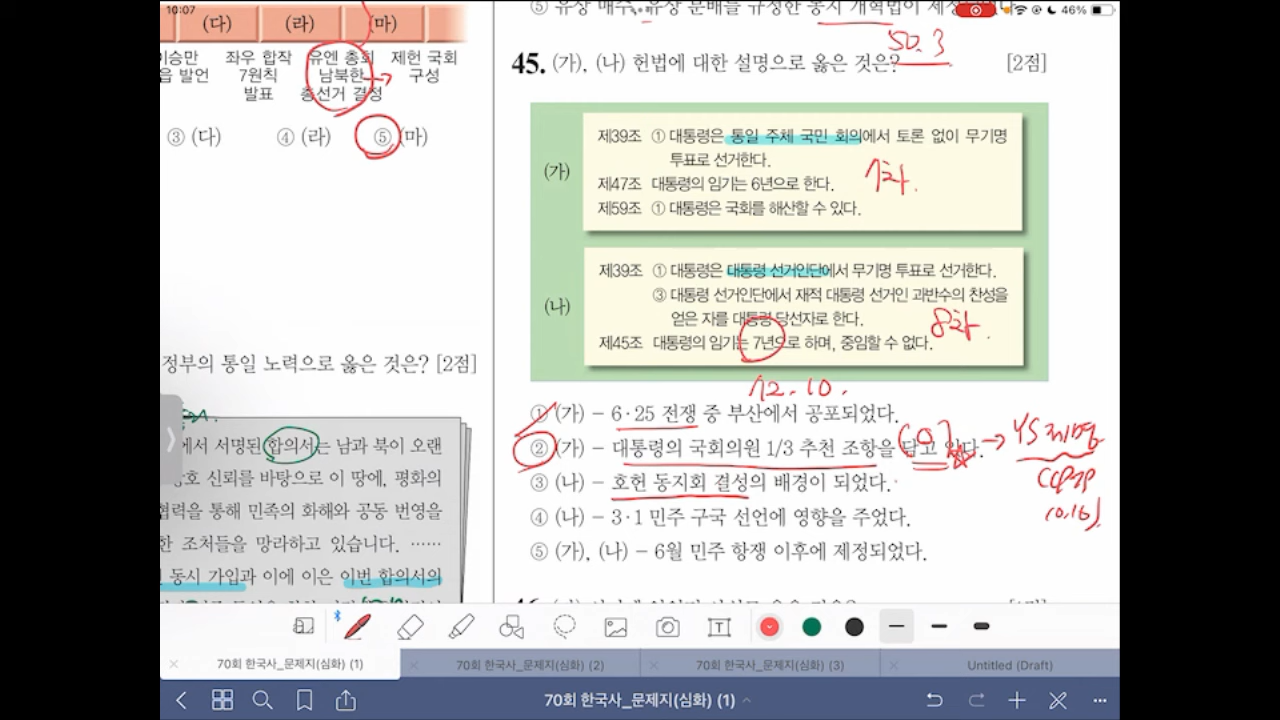 10:07
46%
(다) (라) (마)
이승만 좌우 합작 유엔 총회 제헌 국회
읍 발언 7원칙 남북한 구성
발표 총선거 결정
③ (다) ④ (라) ⑤ (마)
정부의 통일 노력으로 옳은 것은? [2점]
에서 서명된 합의서는 남과 북이 오랜
호 신뢰를 바탕으로 이 땅에, 평화의
협력을 통해 민족의 화해와 공동 번영을
한 조처들을 망라하고 있습니다. ……
동시 가입과 이에 이은 이번 합의서의
⑤ 유상 매수, 유상 분배를 규정한 농지 개혁법이
50.3
45. (가), (나) 헌법에 대한 설명으로 옳은 것은? [2점]
(가)
제39조 ① 대통령은 통일 주체 국민 회의에서 토론 없이 무기명
투표로 선거한다.
제47조 대통령의 임기는 6년으로 한다.
제59조 ① 대통령은 국회를 해산할 수 있다.
7차.
(나)
제39조 ① 대통령은 대통령 선거인단에서 무기명 투표로 선거한다.
③ 대통령 선거인단에서 재적 대통령 선거인 과반수의 찬성을
얻은 자를 대통령 당선자로 한다.
제45조 대통령의 임기는 7년으로 하며, 중임할 수 없다.
8차.
72.10.
① (가) - 6·25 전쟁 중 부산에서 공포되었다.
② (가) - 대통령의 국회의원 1/3 추천 조항을 담고 있다.
→ YS 제명
③ (나) - 호헌 동지회 결성의 배경이 되었다.
10.16)
④ (나) - 3·1 민주 구국 선언에 영향을 주었다.
⑤ (가), (나) - 6월 민주 항쟁 이후에 제정되었다.
70회 한국사_문제지(심화) (1) 70회 한국사_문제지(심화) (2) 70회 한국사_문제지(심화) (3) Untitled (Draft)
70회 한국사_문제지(심화) (1)